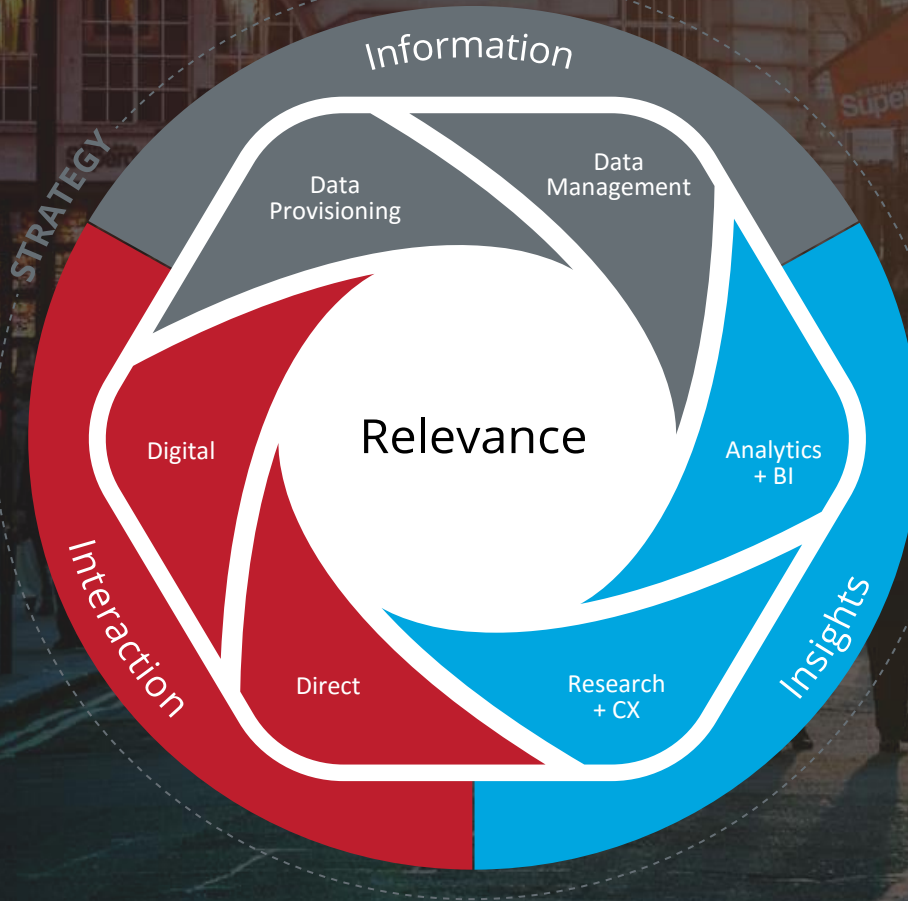 Information
STRATEGY
Data
Provisioning
Data
Management
Relevance
Digital
Analytics
+ BI
Interaction
Insights
Direct
Research
+ CX